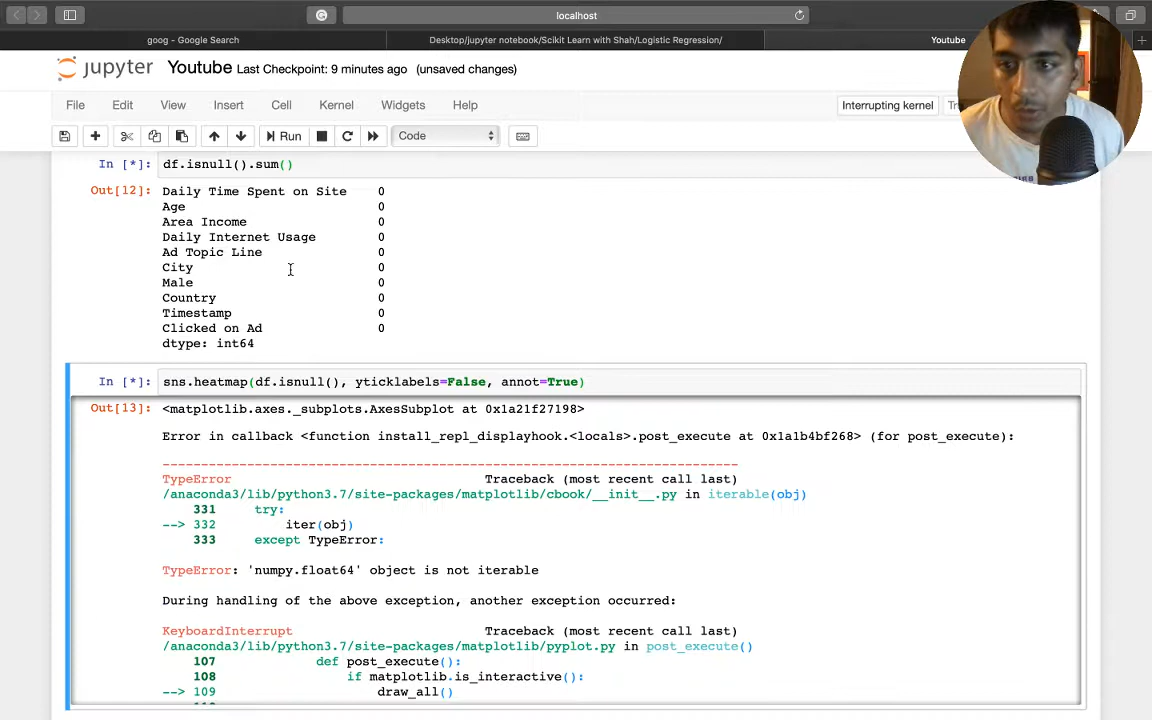 localhost
goog - Google Search
Desktop/jupyter notebook/Scikit Learn with Shah/Logistic Regression/
Youtube
jupyter Youtube Last Checkpoint: 9 minutes ago (unsaved changes)
File Edit View Insert Cell Kernel Widgets Help
Interrupting kernel
Run Code
In [*]: df.isnull().sum()
Out[12]: Daily Time Spent on Site 0
Age 0
Area Income 0
Daily Internet Usage 0
Ad Topic Line 0
City 0
Male 0
Country 0
Timestamp 0
Clicked on Ad 0
dtype: int64
In [*]: sns.heatmap(df.isnull(), yticklabels=False, annot=True)
Out[13]: <matplotlib.axes._subplots.AxesSubplot at 0x1a21f27198>
Error in callback <function install_repl_displayhook.<locals>.post_execute at 0x1a1b4bf268> (for post_execute):
---------------------------------------------------------------------------
TypeError Traceback (most recent call last)
/anaconda3/lib/python3.7/site-packages/matplotlib/cbook/__init__.py in iterable(obj)
331 try:
--> 332 iter(obj)
333 except TypeError:
TypeError: 'numpy.float64' object is not iterable
During handling of the above exception, another exception occurred:
KeyboardInterrupt Traceback (most recent call last)
/anaconda3/lib/python3.7/site-packages/matplotlib/pyplot.py in post_execute()
107 def post_execute():
108 if matplotlib.is_interactive():
--> 109 draw_all()